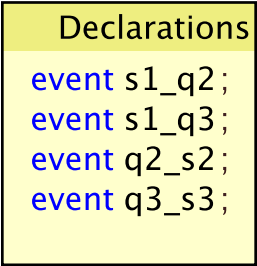 Declarations
event s1_q2;
event s1_q3;
event q2_s2;
event q3_s3;